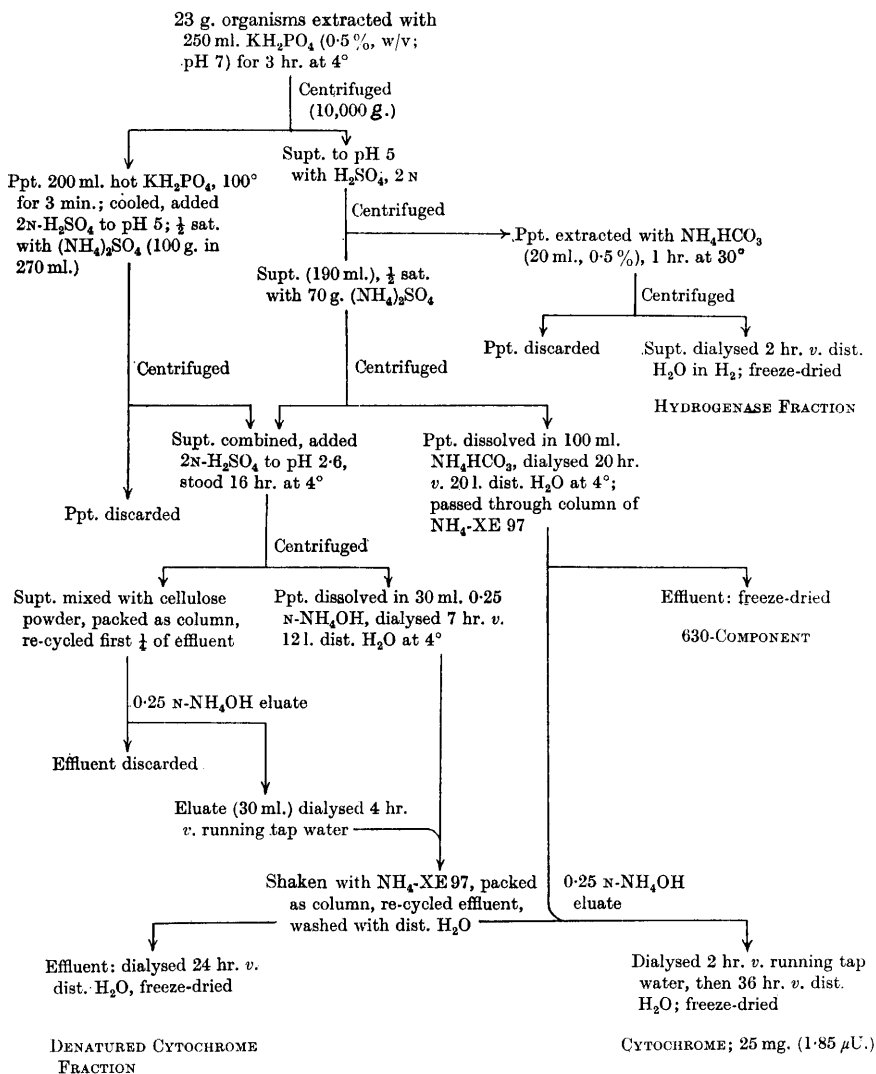 23 g. organisms extracted with
250 ml. KH₂PO₄ (0·5%, w/v;
pH 7) for 3 hr. at 4°
Centrifuged
(10,000 g.)
Supt. to pH 5
with H₂SO₄, 2 N
Ppt. 200 ml. hot KH₂PO₄, 100°
for 3 min.; cooled, added
2N-H₂SO₄ to pH 5; ½ sat.
with (NH₄)₂SO₄ (100 g. in
270 ml.)
Centrifuged
Ppt. extracted with NH₄HCO₃
(20 ml., 0·5%), 1 hr. at 30°
Supt. (190 ml.), ½ sat.
with 70 g. (NH₄)₂SO₄
Centrifuged
Ppt. discarded
Supt. dialysed 2 hr. v. dist.
H₂O in H₂; freeze-dried
HYDROGENASE FRACTION
Centrifuged
Centrifuged
Supt. combined, added
2N-H₂SO₄ to pH 2·6,
stood 16 hr. at 4°
Ppt. dissolved in 100 ml.
NH₄HCO₃, dialysed 20 hr.
v. 20 l. dist. H₂O at 4°;
passed through column of
NH₄-XE 97
Ppt. discarded
Centrifuged
Supt. mixed with cellulose
powder, packed as column,
re-cycled first ¼ of effluent
Ppt. dissolved in 30 ml. 0·25
N-NH₄OH, dialysed 7 hr. v.
12 l. dist. H₂O at 4°
Effluent: freeze-dried
630-COMPONENT
0·25 N-NH₄OH eluate
Effluent discarded
Eluate (30 ml.) dialysed 4 hr.
v. running tap water
Shaken with NH₄-XE 97, packed
as column, re-cycled effluent,
washed with dist. H₂O
0·25 N-NH₄OH
eluate
Effluent: dialysed 24 hr. v.
dist. H₂O, freeze-dried
Dialysed 2 hr. v. running tap
water, then 36 hr. v. dist.
H₂O; freeze-dried
DENATURED CYTOCHROME
FRACTION
CYTOCHROME; 25 mg. (1·85 μU.)